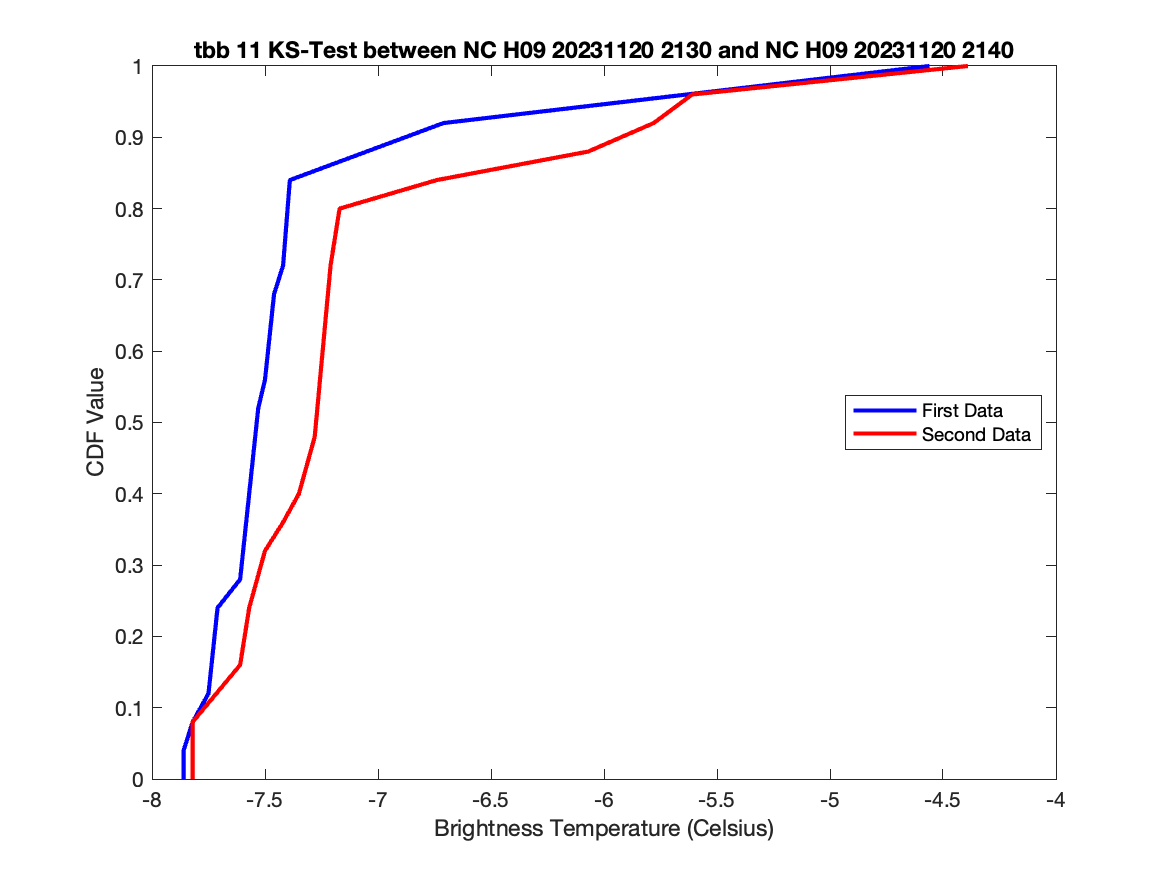 tbb 11 KS-Test between NC H09 20231120 2130 and NC H09 20231120 2140
1
0.9
0.8
0.7
0.6
0.5
0.4
0.3
0.2
0.1
0
CDF Value
First Data
Second Data
-8 -7.5 -7 -6.5 -6 -5.5 -5 -4.5 -4
Brightness Temperature (Celsius)